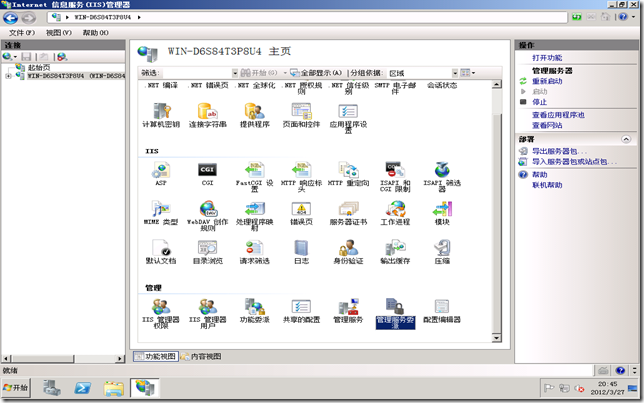 Internet 信息服务 (IIS)管理器
WIN-D6S84T3P8U4
文件(F) 视图(V) 帮助(H)
连接
起始页
WIN-D6S84T3P8U4 (WIN-D6S84
WIN-D6S84T3P8U4 主页
筛选: 开始(G) 全部显示(A) 分组依据: 区域
.NET 编译 .NET 错误页 .NET 全球化 .NET 授权规则 .NET 信任级别 SMTP 电子邮件 会话状态
计算机密钥 连接字符串 提供程序 页面和控件 应用程序设置
IIS
ASP CGI FastCGI 设置 HTTP 响应标头 HTTP 重定向 ISAPI 和 CGI 限制 ISAPI 筛选器
MIME 类型 WebDAV 创作规则 处理程序映射 错误页 服务器证书 工作进程 模块
默认文档 目录浏览 请求筛选 日志 身份验证 输出缓存 压缩
管理
IIS 管理器权限 IIS 管理器用户 功能委派 共享的配置 管理服务 管理服务委派 配置编辑器
功能视图 内容视图
操作
打开功能
管理服务器
重新启动
启动
停止
查看应用程序池
查看网站
部署
导出服务器包...
导入服务器包或站点包...
帮助
联机帮助
就绪
开始
20:45
2012/3/27